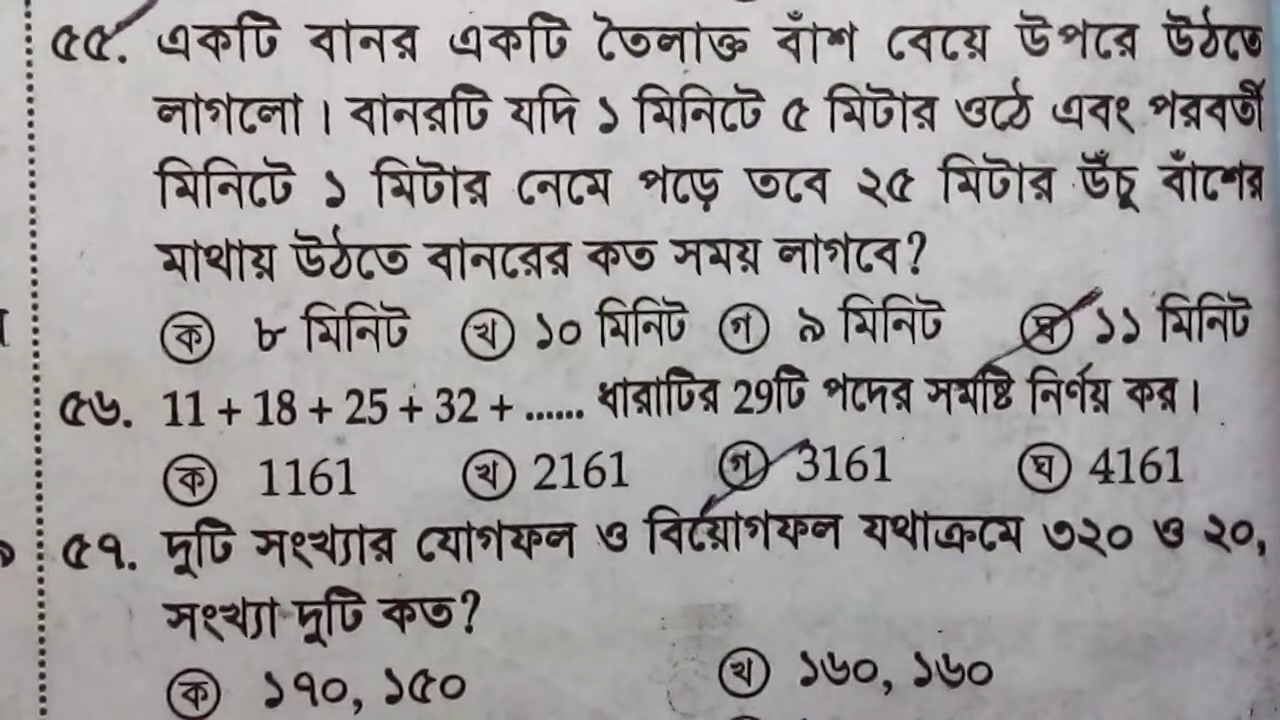 ৫৫. একটি বানর একটি তৈলাক্ত বাঁশ বেয়ে উপরে উঠতে
লাগলো। বানরটি যদি ১ মিনিটে ৫ মিটার ওঠে এবং পরবর্তী
মিনিটে ১ মিটার নেমে পড়ে তবে ২৫ মিটার উঁচু বাঁশের
মাথায় উঠতে বানরের কত সময় লাগবে?
ক ৮ মিনিট খ ১০ মিনিট গ ৯ মিনিট ঘ ১১ মিনিট
৫৬. 11 + 18 + 25 + 32 + ...... ধারাটির 29টি পদের সমষ্টি নির্ণয় কর।
ক 1161 খ 2161 গ 3161 ঘ 4161
৫৭. দুটি সংখ্যার যোগফল ও বিয়োগফল যথাক্রমে ৩২০ ও ২০,
সংখ্যা দুটি কত?
ক ১৭০, ১৫০ খ ১৬০, ১৬০